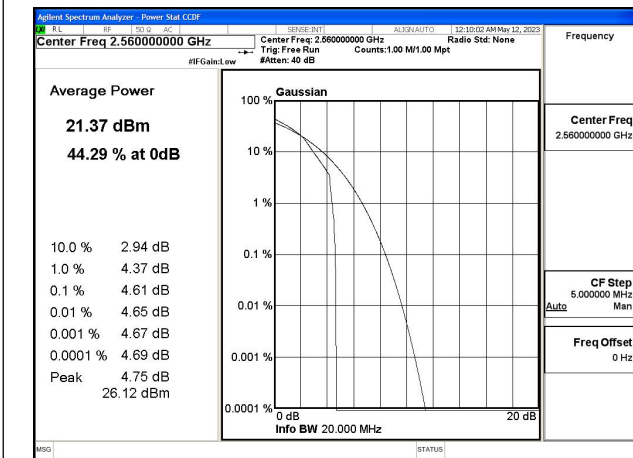 Agilent Spectrum Analyzer - Power Stat CCDF
RL RF 50 Ω AC SENSE:INT ALIGN AUTO 12:10:02 AM May 12, 2023
Center Freq 2.560000000 GHz
Center Freq: 2.560000000 GHz Radio Std: None
Trig: Free Run Counts:1.00 M/1.00 Mpt
#IFGain:Low #Atten: 40 dB
Frequency
Average Power
21.37 dBm
44.29 % at 0dB
10.0 % 2.94 dB
1.0 % 4.37 dB
0.1 % 4.61 dB
0.01 % 4.65 dB
0.001 % 4.67 dB
0.0001 % 4.69 dB
Peak 4.75 dB
26.12 dBm
Gaussian
100 %
10 %
1 %
0.1 %
0.01 %
0.001 %
0.0001 %
0 dB 20 dB
Info BW 20.000 MHz
Center Freq
2.560000000 GHz
CF Step
5.000000 MHz
Auto Man
Freq Offset
0 Hz
MSG STATUS